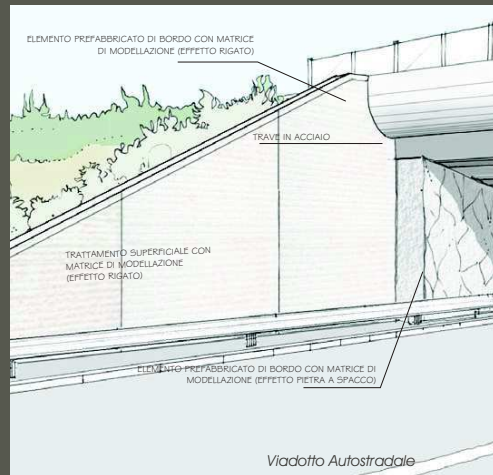 ELEMENTO PREFABBRICATO DI BORDO CON MATRICE
DI MODELLAZIONE (EFFETTO RIGATO)
TRAVE IN ACCIAIO
TRATTAMENTO SUPERFICIALE CON
MATRICE DI MODELLAZIONE
(EFFETTO RIGATO)
ELEMENTO PREFABBRICATO DI BORDO CON MATRICE DI
MODELLAZIONE (EFFETTO PIETRA A SPACCO)
Viadotto Autostradale